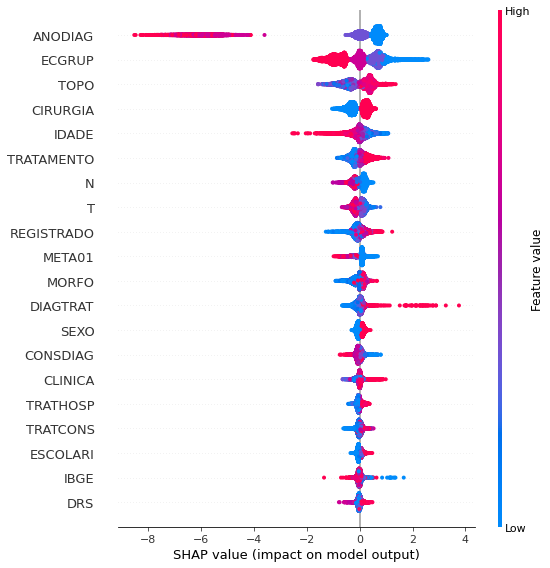 High
ANODIAG
ECGRUP
TOPO
CIRURGIA
IDADE
TRATAMENTO
N
T
REGISTRADO
META01
MORFO
DIAGTRAT
SEXO
CONSDIAG
CLINICA
TRATHOSP
TRATCONS
ESCOLARI
IBGE
DRS
Feature value
Low
−8 −6 −4 −2 0 2 4
SHAP value (impact on model output)